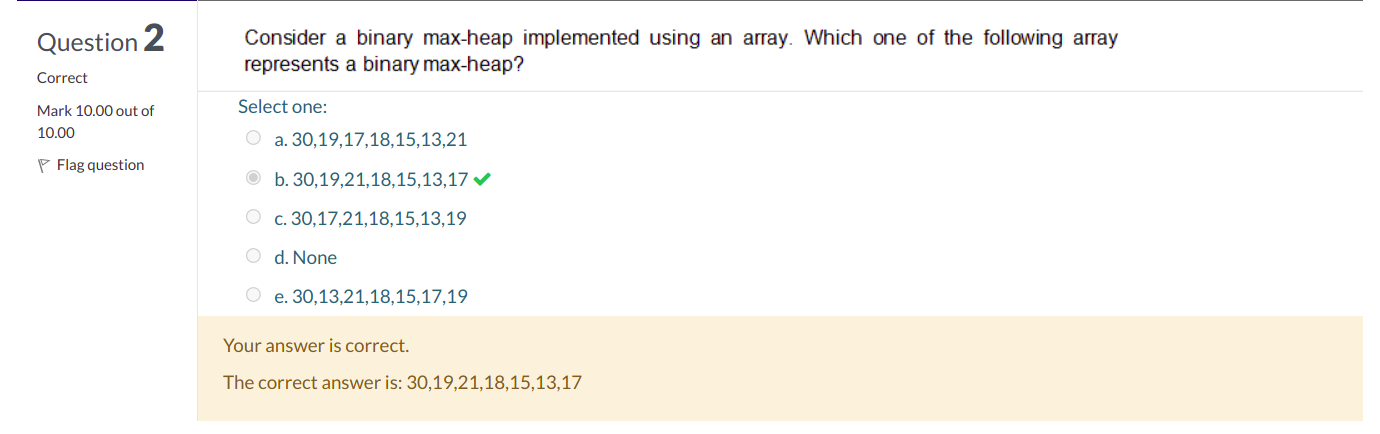 Question 2
Correct
Mark 10.00 out of
10.00
Flag question
Consider a binary max-heap implemented using an array. Which one of the following array
represents a binary max-heap?
Select one:
a. 30,19,17,18,15,13,21
b. 30,19,21,18,15,13,17
c. 30,17,21,18,15,13,19
d. None
e. 30,13,21,18,15,17,19
Your answer is correct.
The correct answer is: 30,19,21,18,15,13,17